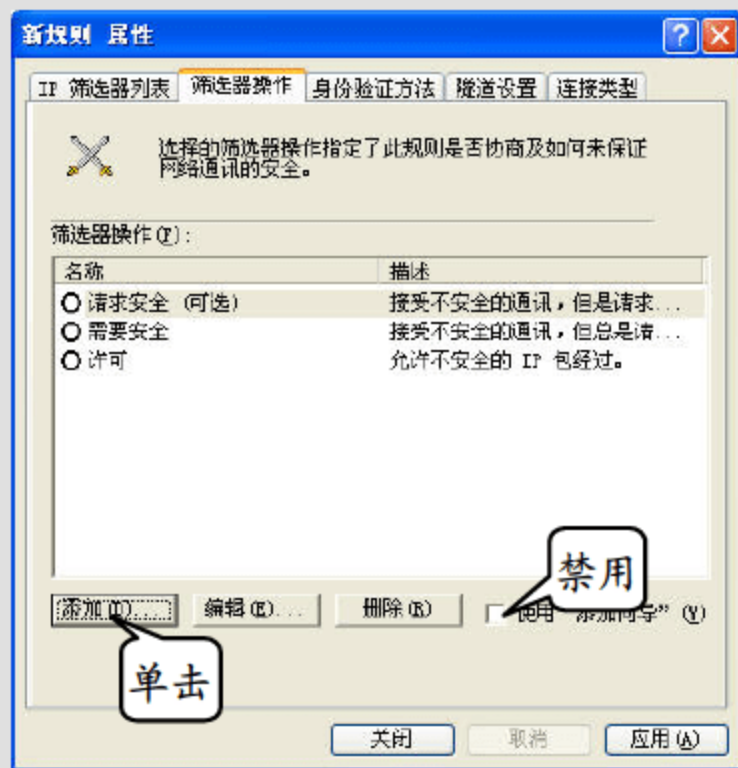 新规则 属性
IP 筛选器列表 筛选器操作 身份验证方法 隧道设置 连接类型
选择的筛选器操作指定了此规则是否协商及如何来保证
网络通讯的安全。
筛选器操作(F):
名称 描述
请求安全 (可选) 接受不安全的通讯，但是请求...
需要安全 接受不安全的通讯，但总是请...
许可 允许不安全的 IP 包经过。
禁用
添加(D)... 编辑(E)... 删除(R) 使用“添加向导”(W)
单击
关闭 取消 应用(A)